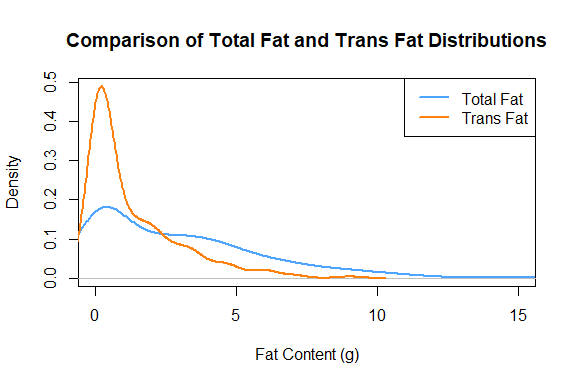 Comparison of Total Fat and Trans Fat Distributions
Total Fat
Trans Fat
Density
0.0
0.1
0.2
0.3
0.4
0.5
0
5
10
15
Fat Content (g)